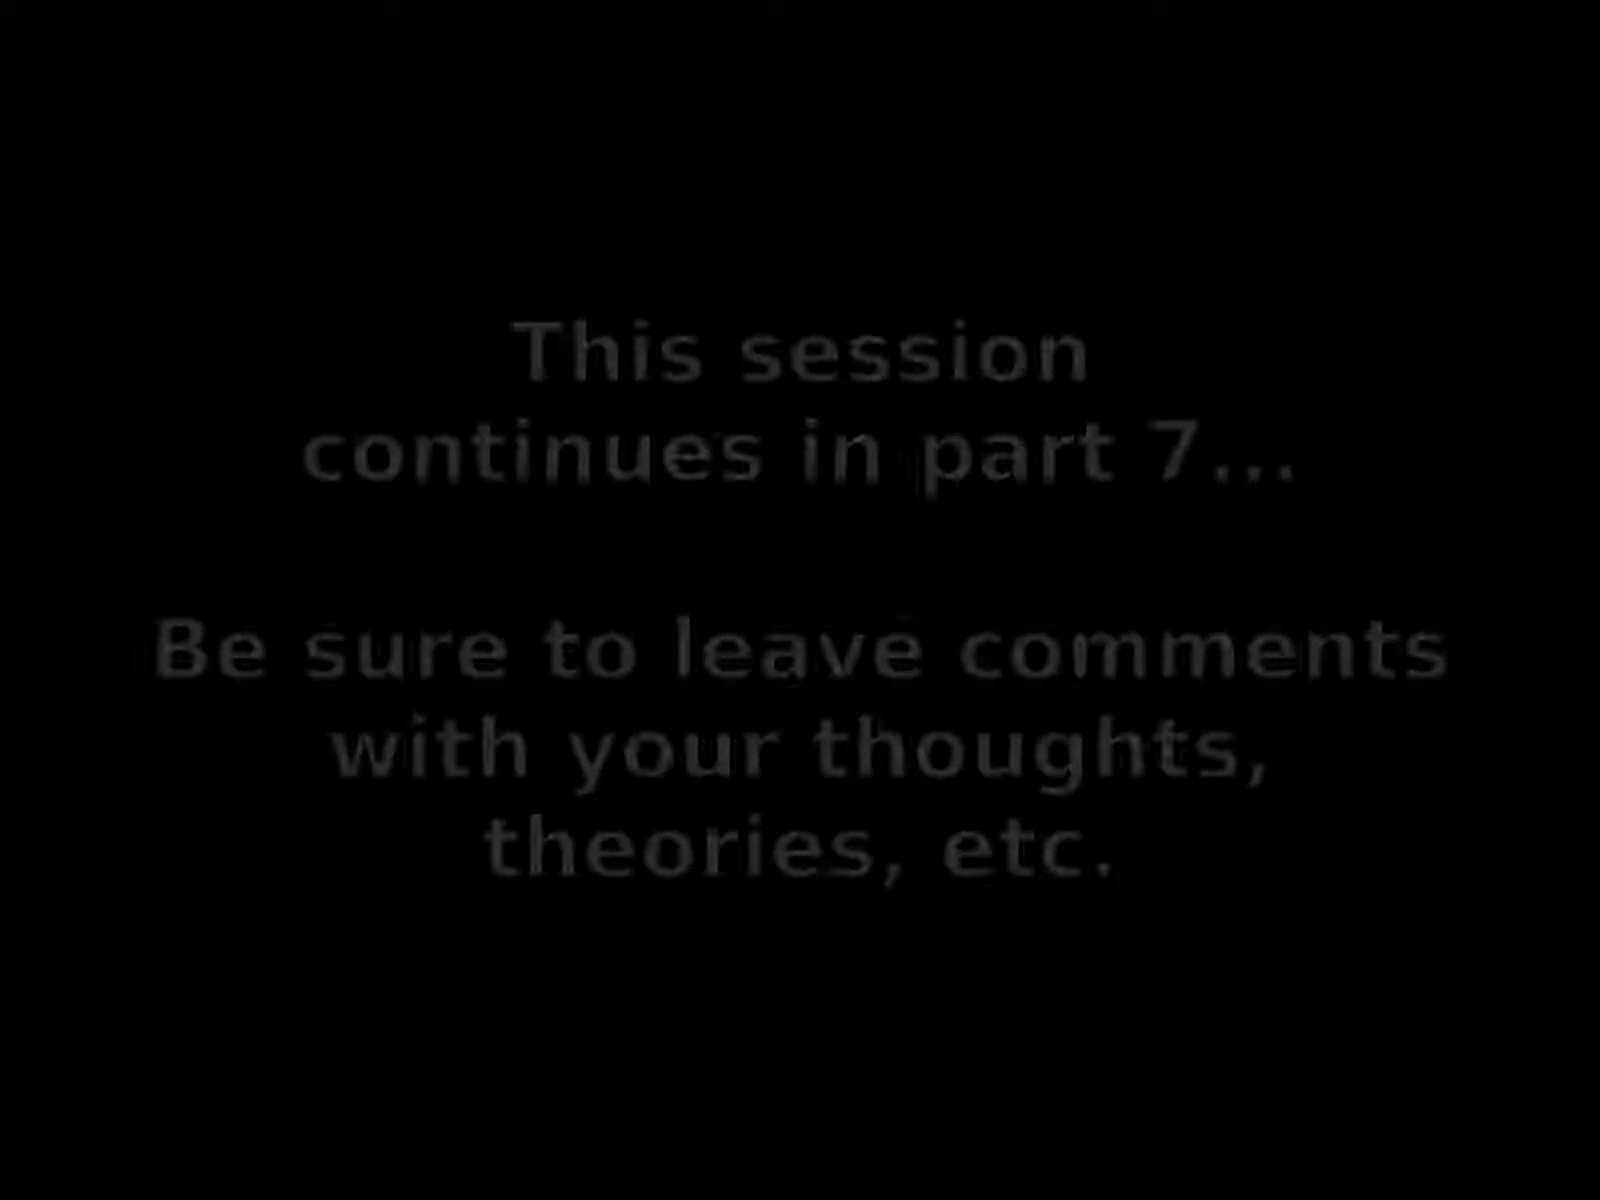 This session
continues in part 7...
Be sure to leave comments
with your thoughts,
theories, etc.